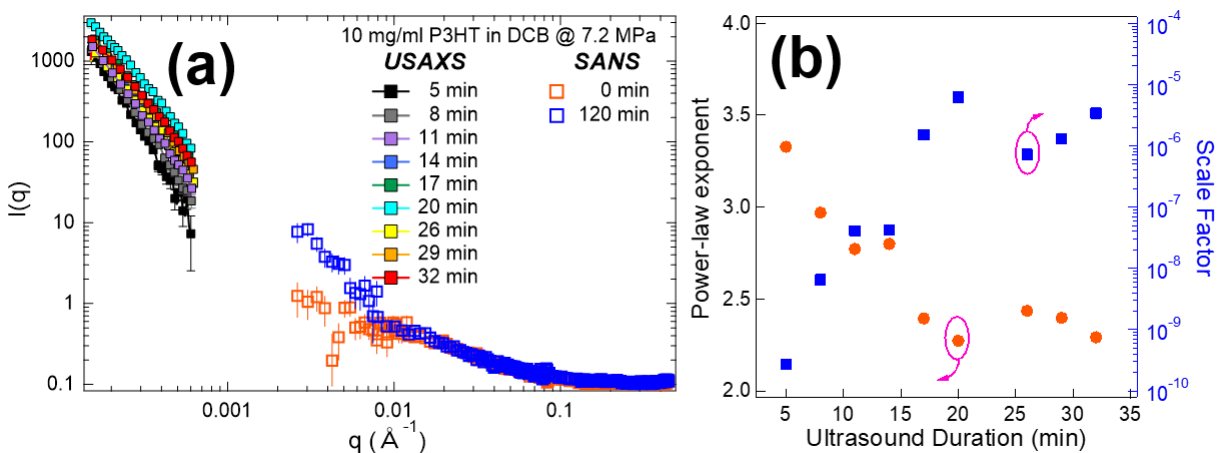 (a)
10 mg/ml P3HT in DCB @ 7.2 MPa
USAXS SANS
5 min 0 min
8 min 120 min
11 min
14 min
17 min
20 min
26 min
29 min
32 min
I(q)
1000
100
10
1
0.1
0.001 0.01 0.1
q (Å⁻¹)
(b)
Power-law exponent
4.0
3.5
3.0
2.5
2.0
5 10 15 20 25 30 35
Ultrasound Duration (min)
10⁻⁴
10⁻⁵
10⁻⁶
10⁻⁷
10⁻⁸
10⁻⁹
10⁻¹⁰
Scale Factor